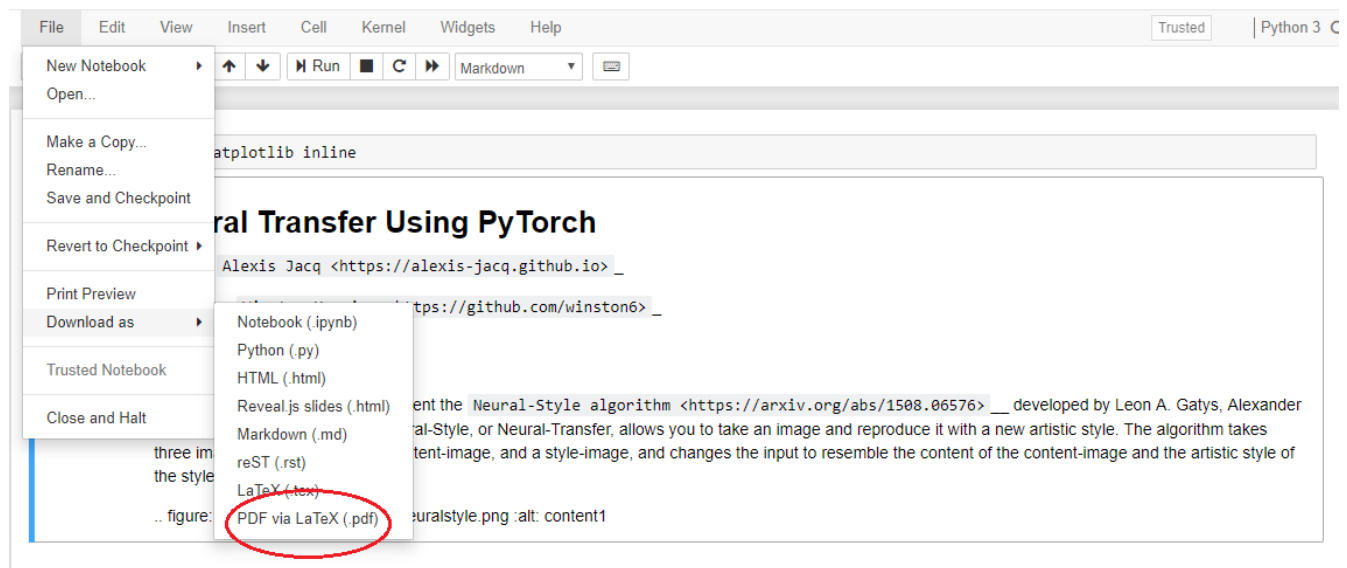 File Edit View Insert Cell Kernel Widgets Help Trusted Python 3
New Notebook Run Markdown
Open...
Make a Copy...
atplotlib inline
Rename...
Save and Checkpoint
ral Transfer Using PyTorch
Revert to Checkpoint
Alexis Jacq <https://alexis-jacq.github.io> _
Print Preview
tps://github.com/winston6> _
Download as
Notebook (.ipynb)
Python (.py)
Trusted Notebook
HTML (.html)
Reveal.js slides (.html)
ent the Neural-Style algorithm <https://arxiv.org/abs/1508.06576> __ developed by Leon A. Gatys, Alexander
Close and Halt
Markdown (.md)
ral-Style, or Neural-Transfer, allows you to take an image and reproduce it with a new artistic style. The algorithm takes
three im tent-image, and a style-image, and changes the input to resemble the content of the content-image and the artistic style of
reST (.rst)
the style
LaTeX (.tex)
.. figure: PDF via LaTeX (.pdf) euralstyle.png :alt: content1